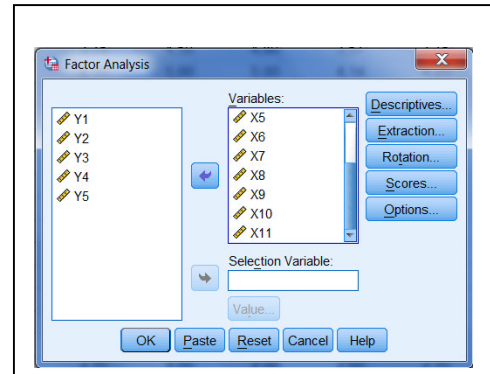 Factor Analysis
Y1
Y2
Y3
Y4
Y5
Variables:
X5
X6
X7
X8
X9
X10
X11
Selection Variable:
Value...
Descriptives...
Extraction...
Rotation...
Scores...
Options...
OK Paste Reset Cancel Help